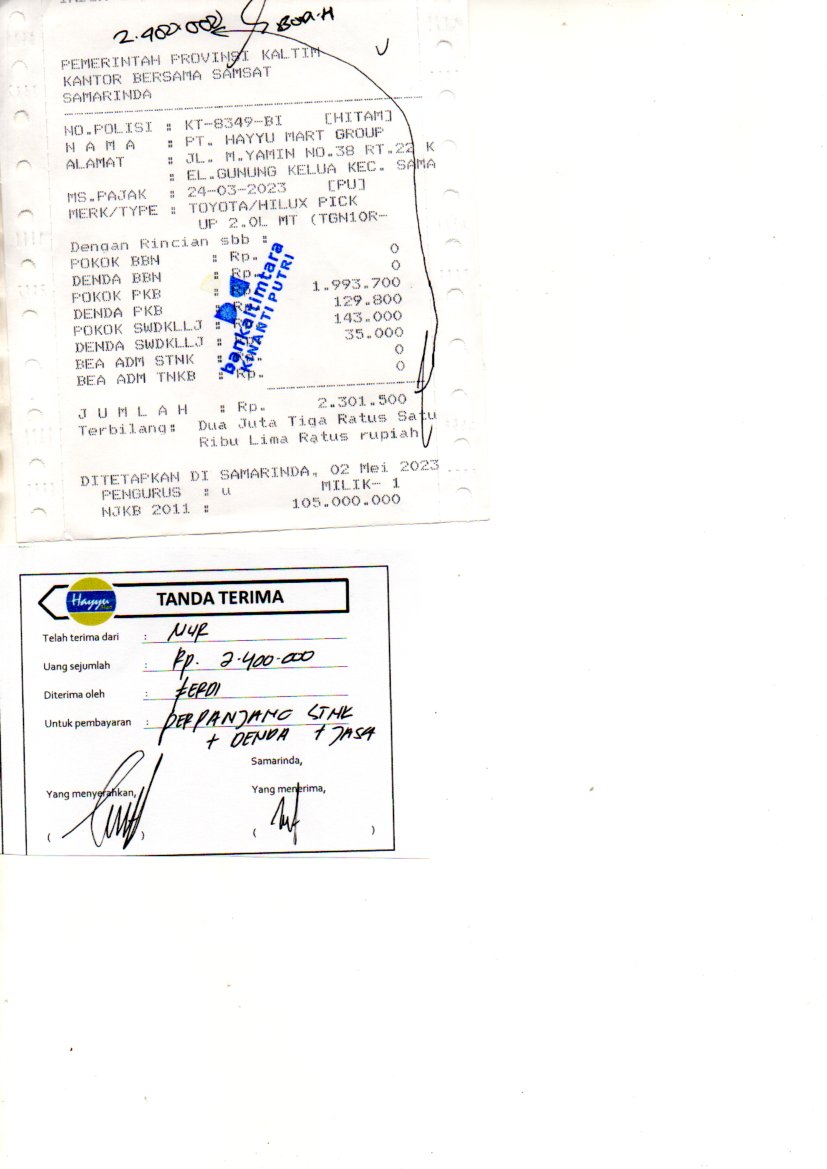 2.400.000 BUAH
PEMERINTAH PROVINSI KALTIM
KANTOR BERSAMA SAMSAT
SAMARINDA
NO.POLISI : KT-8349-BI [HITAM]
N A M A : PT. HAYYU MART GROUP
ALAMAT : JL. M.YAMIN NO.38 RT.22 K
: EL.GUNUNG KELUA KEC. SAMA
MS.PAJAK : 24-03-2023 [PU]
MERK/TYPE : TOYOTA/HILUX PICK
UP 2.0L MT (TGN10R-
Dengan Rincian sbb :
POKOK BBN : Rp. 0
DENDA BBN : Rp. 0
POKOK PKB : Rp. 1.993.700
DENDA PKB : Rp. 129.800
POKOK SWDKLLJ : Rp. 143.000
DENDA SWDKLLJ : Rp. 35.000
BEA ADM STNK : Rp. 0
BEA ADM TNKB : Rp. 0
bankaltimtara
KINANTI PUTRI
J U M L A H : Rp. 2.301.500
Terbilang: Dua Juta Tiga Ratus Satu
Ribu Lima Ratus rupiah
DITETAPKAN DI SAMARINDA, 02 Mei 2023
PENGURUS : u MILIK- 1
NJKB 2011 : 105.000.000
Hayyu
TANDA TERIMA
Telah terima dari : NUR
Uang sejumlah : Rp. 2.400.000
Diterima oleh : FERDI
Untuk pembayaran : PERPANJANG STNK
+ DENDA + JASA
Samarinda,
Yang menyerahkan, Yang menerima,
( ) ( )